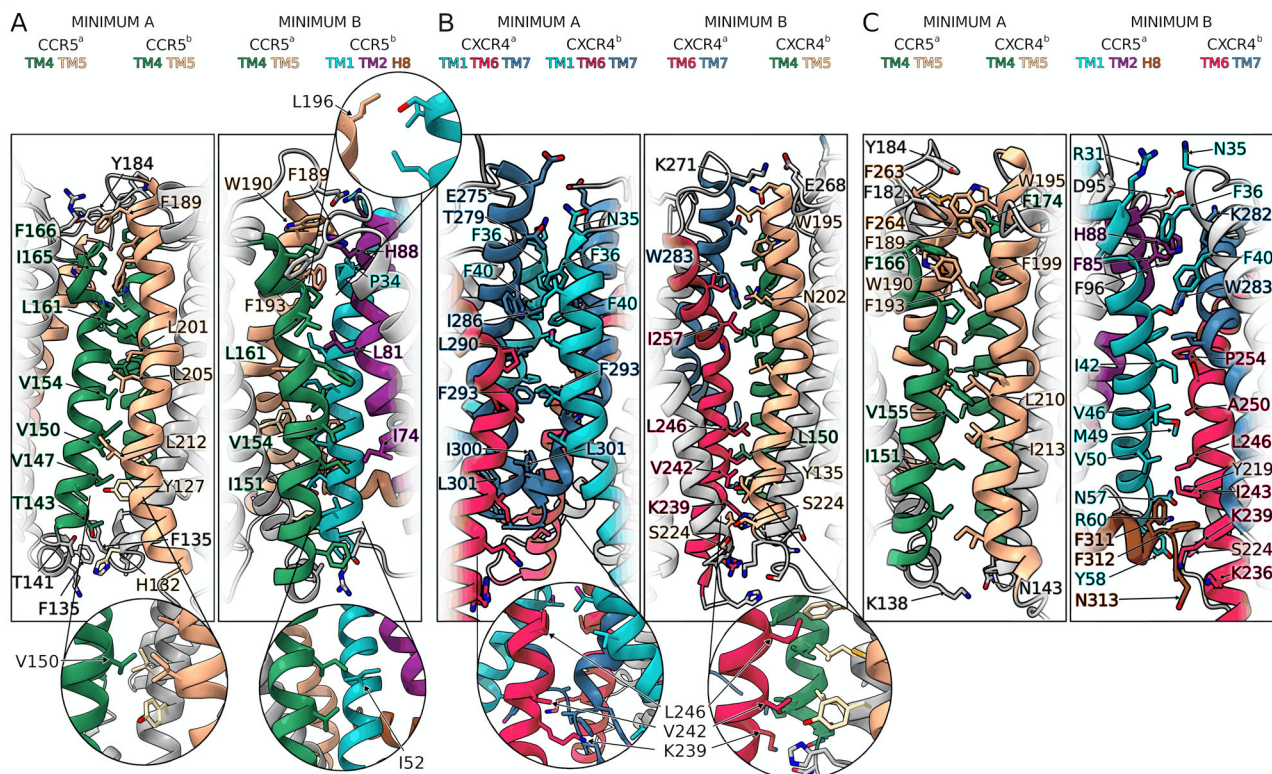 A
MINIMUM A
CCR5a CCR5b
TM4 TM5 TM4 TM5
MINIMUM B
CCR5a CCR5b
TM4 TM5 TM1 TM2 H8
B
MINIMUM A
CXCR4a CXCR4b
TM1 TM6 TM7 TM1 TM6 TM7
MINIMUM B
CXCR4a CXCR4b
TM6 TM7 TM4 TM5
C
MINIMUM A
CCR5a CXCR4b
TM4 TM5 TM4 TM5
MINIMUM B
CCR5a CXCR4b
TM1 TM2 H8 TM6 TM7
Y184
F189
F166
I165
L161
L201
L205
V154
V150
L212
V147
Y127
T143
F135
T141
H132
F135
V150
L196
F189
W190
H88
P34
F193
L161
L81
V154
I74
I151
I52
E275
T279
N35
F36
F36
F40
F40
I286
L290
F293
F293
I300
L301
L301
K271
E268
W195
W283
N202
I257
L246
L150
V242
Y135
K239
S224
S224
L246
V242
K239
Y184
F263
W195
F182
F174
F264
F189
F199
F166
W190
F193
L210
V155
I213
I151
N143
K138
R31
N35
D95
F36
K282
H88
F40
F85
W283
F96
P254
I42
A250
V46
L246
M49
Y219
V50
I243
N57
K239
R60
F311
S224
F312
K236
Y58
N313